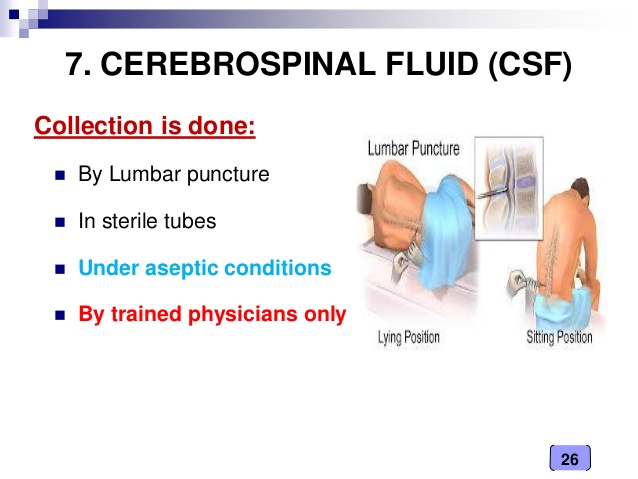 7. CEREBROSPINAL FLUID (CSF)
Collection is done:
By Lumbar puncture
In sterile tubes
Under aseptic conditions
By trained physicians only
Lumbar Puncture
Lying Position
Sitting Position
26